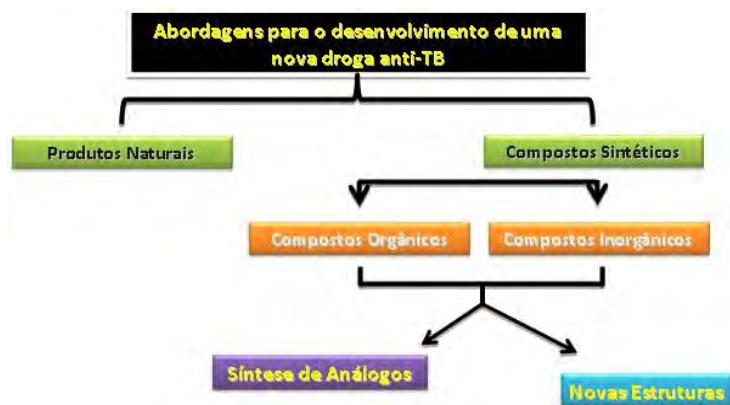 Abordagens para o desenvolvimento de uma
nova droga anti-TB
Produtos Naturais
Compostos Sintéticos
Compostos Orgânicos
Compostos Inorgânicos
Síntese de Análogos
Novas Estruturas